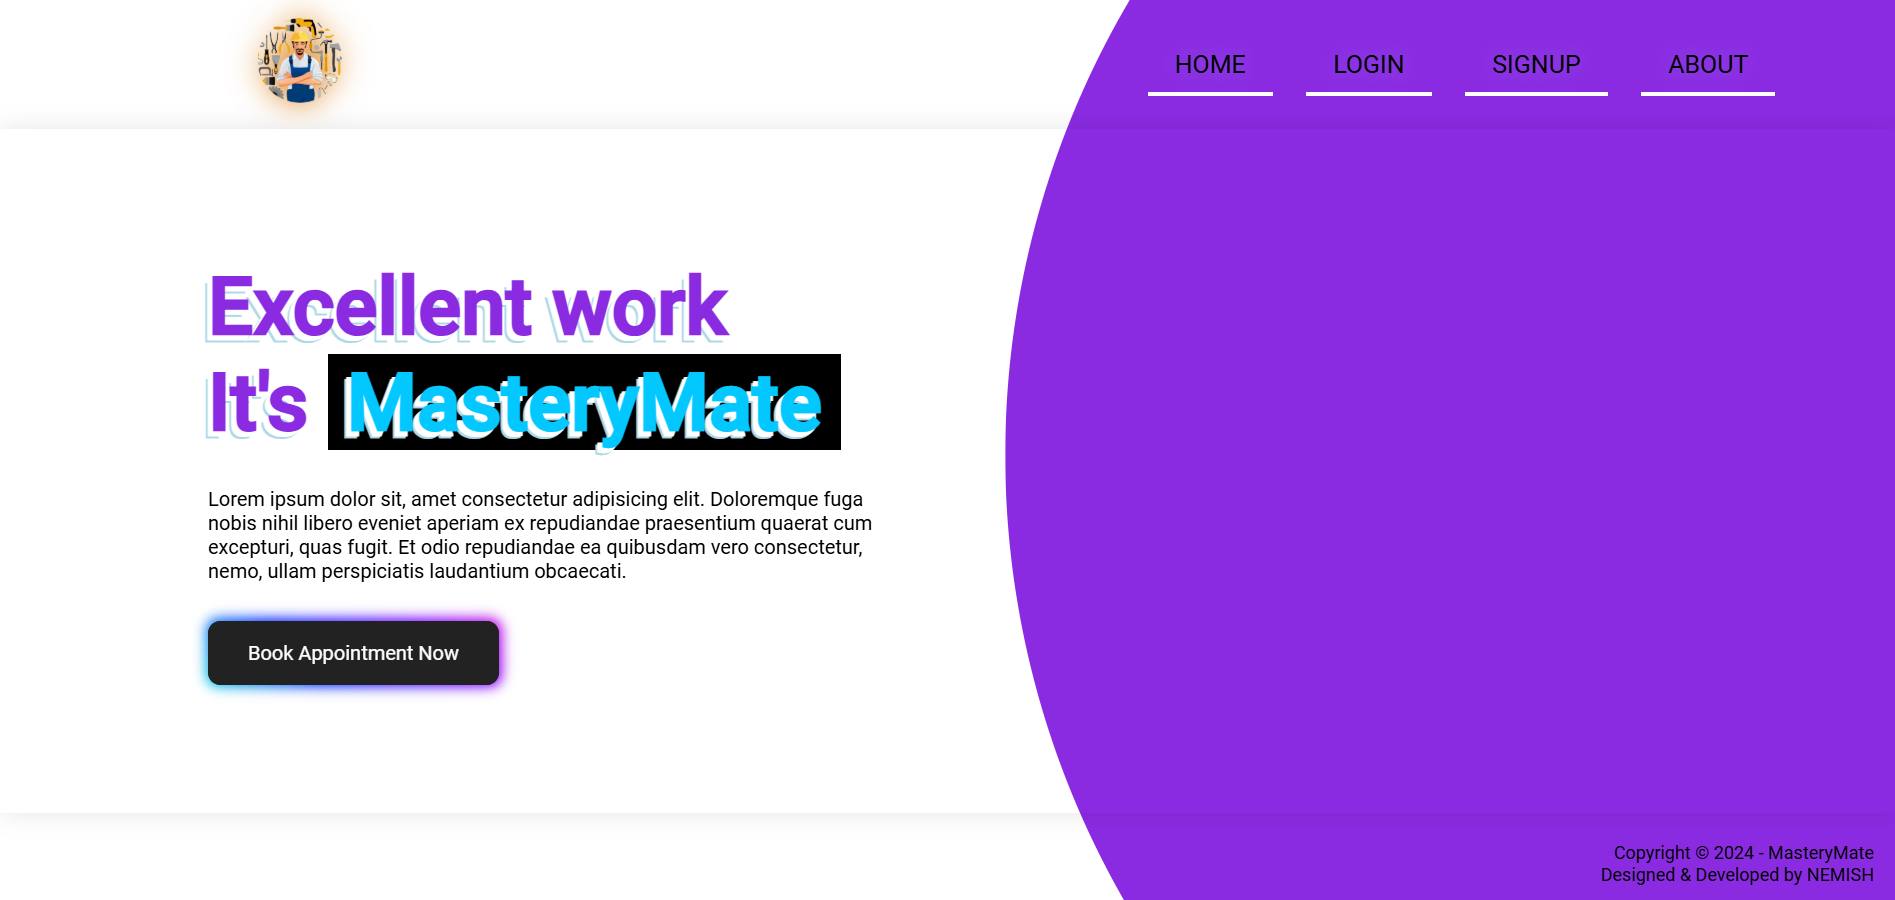 HOME LOGIN SIGNUP ABOUT
Excellent work
It's MasteryMate
Lorem ipsum dolor sit, amet consectetur adipisicing elit. Doloremque fuga
nobis nihil libero eveniet aperiam ex repudiandae praesentium quaerat cum
excepturi, quas fugit. Et odio repudiandae ea quibusdam vero consectetur,
nemo, ullam perspiciatis laudantium obcaecati.
Book Appointment Now
Copyright © 2024 - MasteryMate
Designed & Developed by NEMISH